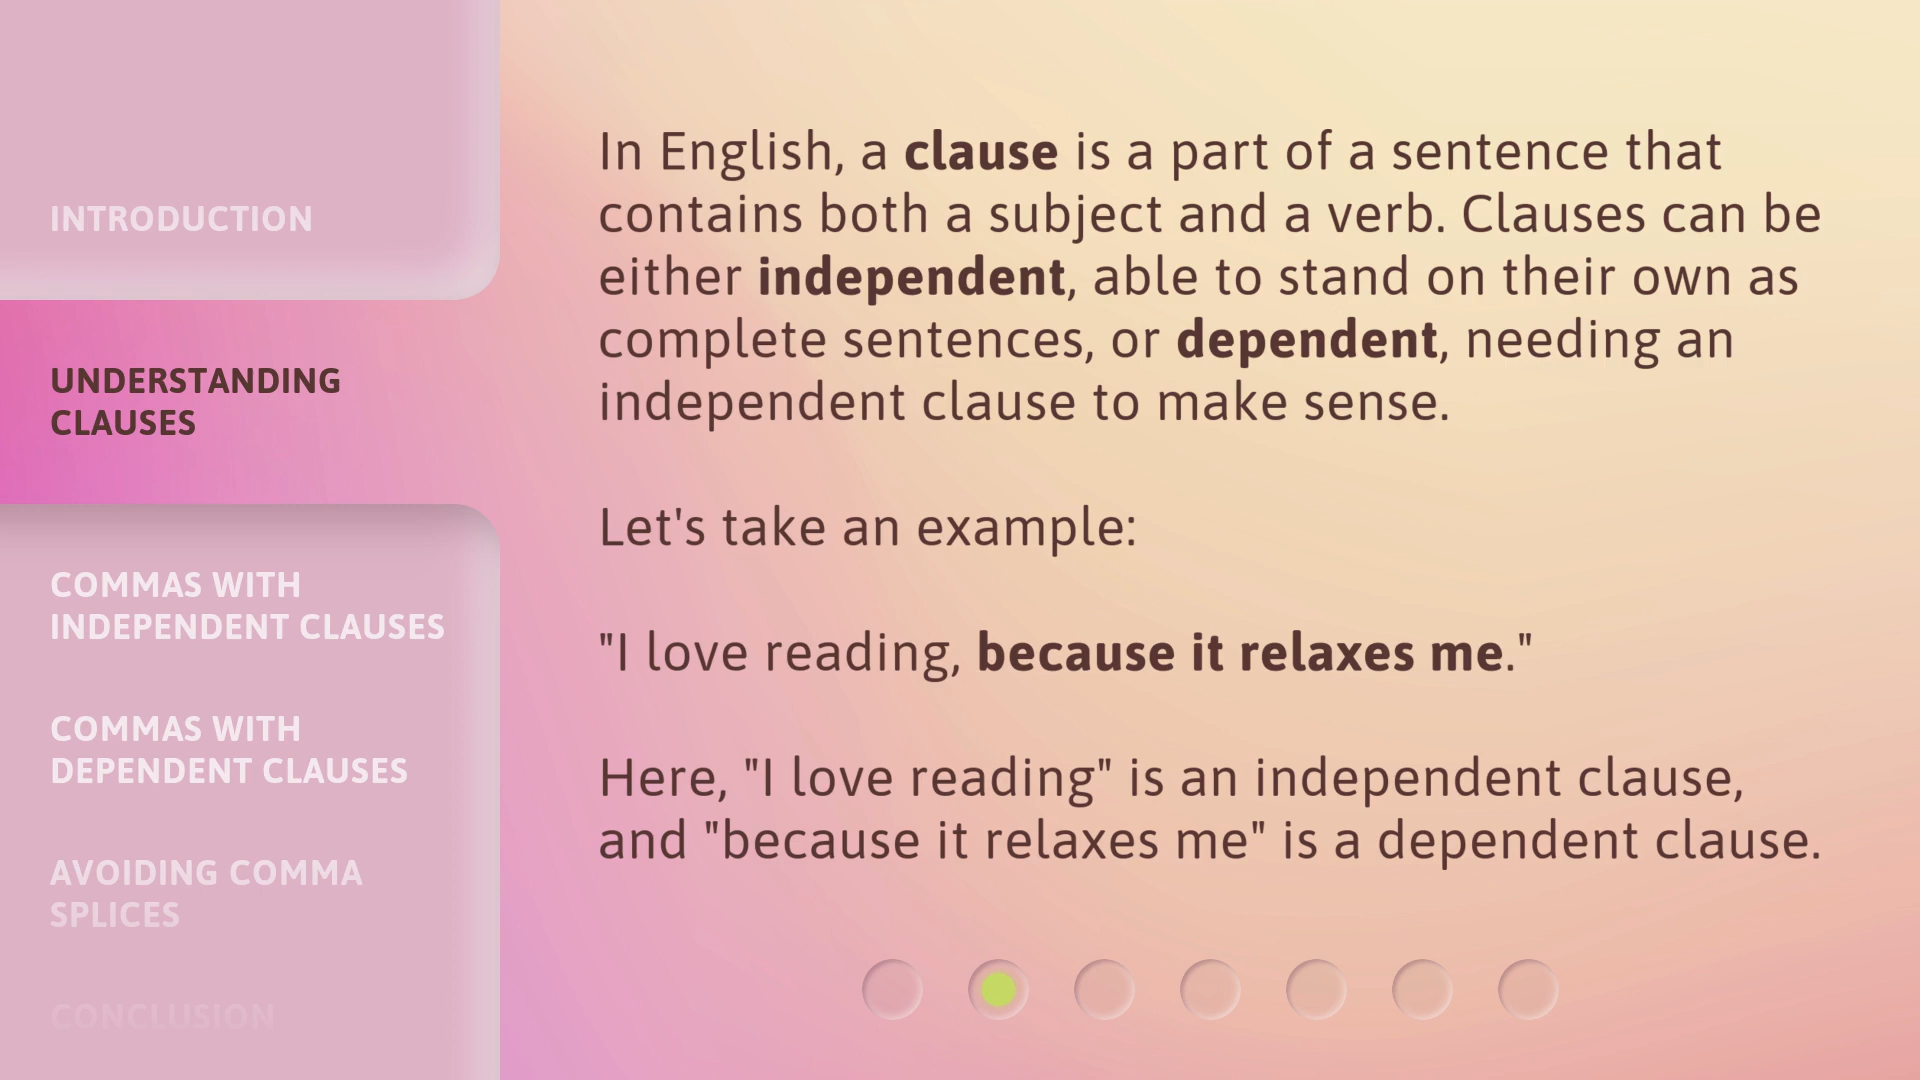 INTRODUCTION
UNDERSTANDING
CLAUSES
COMMAS WITH
INDEPENDENT CLAUSES
COMMAS WITH
DEPENDENT CLAUSES
AVOIDING COMMA
SPLICES
CONCLUSION
In English, a clause is a part of a sentence that
contains both a subject and a verb. Clauses can be
either independent, able to stand on their own as
complete sentences, or dependent, needing an
independent clause to make sense.
Let's take an example:
"I love reading, because it relaxes me."
Here, "I love reading" is an independent clause,
and "because it relaxes me" is a dependent clause.